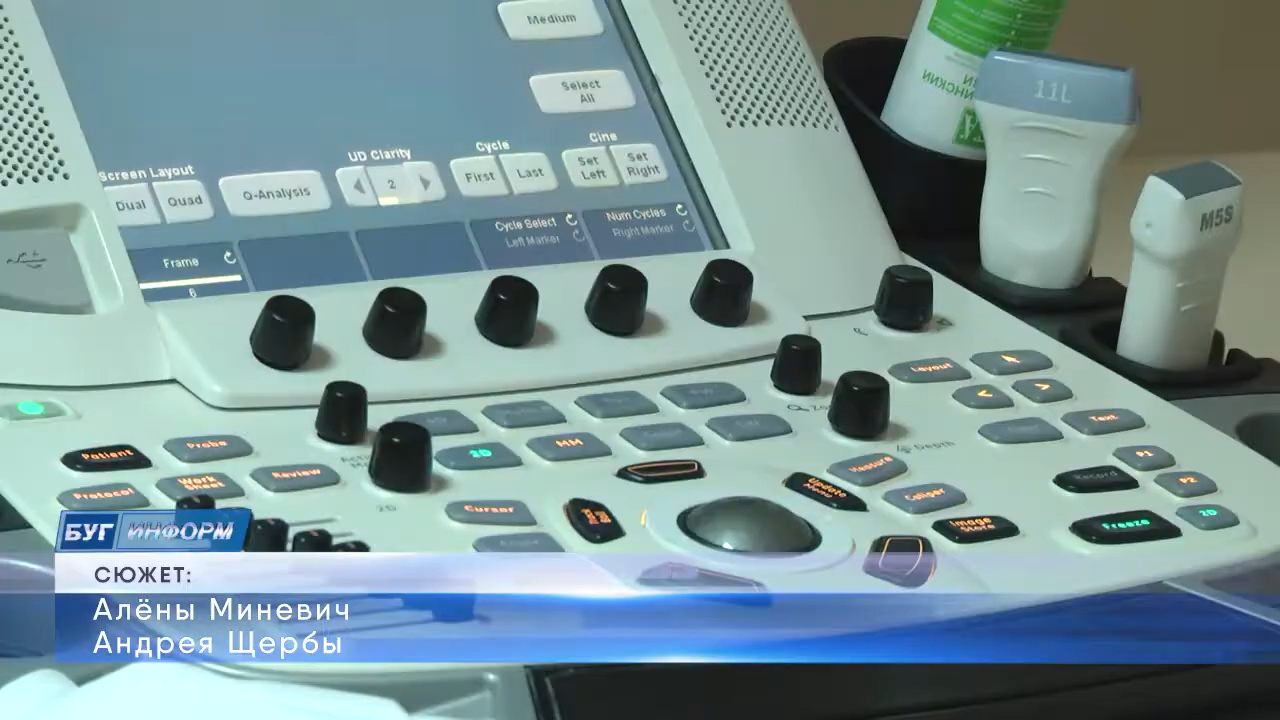 Medium
Select
All
Screen Layout
Dual
Quad
Q-Analysis
UD Clarity
2
Cycle
First
Last
Cine
Set
Left
Set
Right
Frame
6
Cycle Select
Left Marker
Num Cycles
Right Marker
11L
M5S
Layout
<
>
Text
Depth
Patient
Probe
Protocol
Work
Sheet
Review
2D
MM
Cursor
2D
Measure
Caliper
Update
Menu
Image
Store
Record
Freeze
P1
P2
2D
БУГ
ИНФОРМ
СЮЖЕТ:
Алёны Миневич
Андрея Щербы